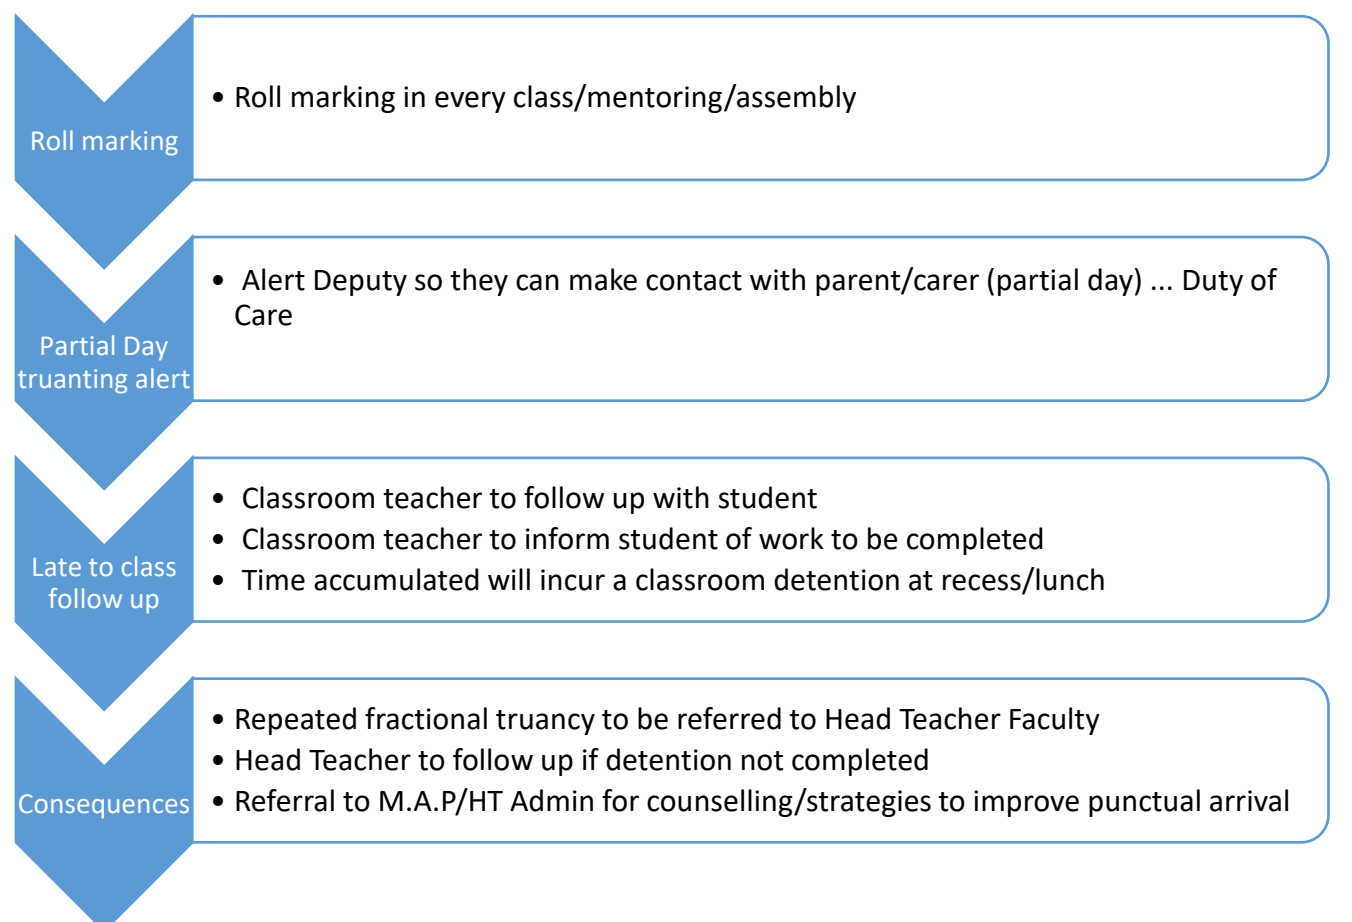 Roll marking
• Roll marking in every class/mentoring/assembly
Partial Day
truanting alert
• Alert Deputy so they can make contact with parent/carer (partial day) ... Duty of
Care
Late to class
follow up
• Classroom teacher to follow up with student
• Classroom teacher to inform student of work to be completed
• Time accumulated will incur a classroom detention at recess/lunch
Consequences
• Repeated fractional truancy to be referred to Head Teacher Faculty
• Head Teacher to follow up if detention not completed
• Referral to M.A.P/HT Admin for counselling/strategies to improve punctual arrival